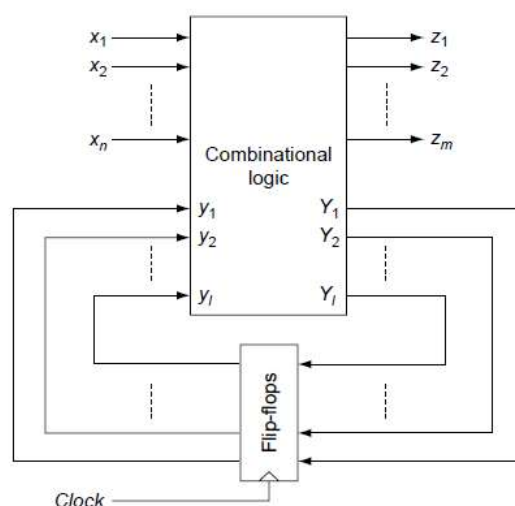 x1 z1
x2 z2
xn zm
Combinational
logic
y1 Y1
y2 Y2
yl Yl
Flip-flops
Clock